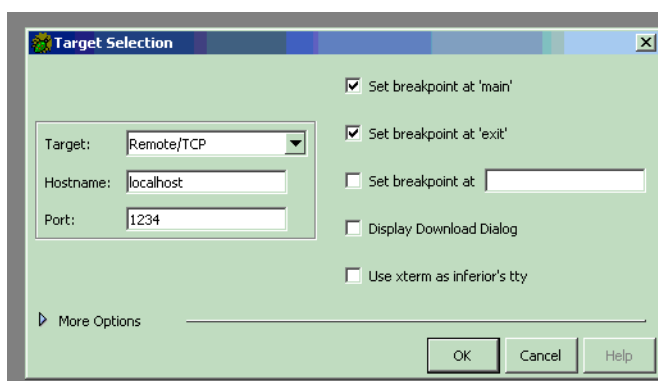 Target Selection
Set breakpoint at 'main'
Target: Remote/TCP
Set breakpoint at 'exit'
Hostname: localhost
Set breakpoint at
Port: 1234
Display Download Dialog
Use xterm as inferior's tty
More Options
OK Cancel Help